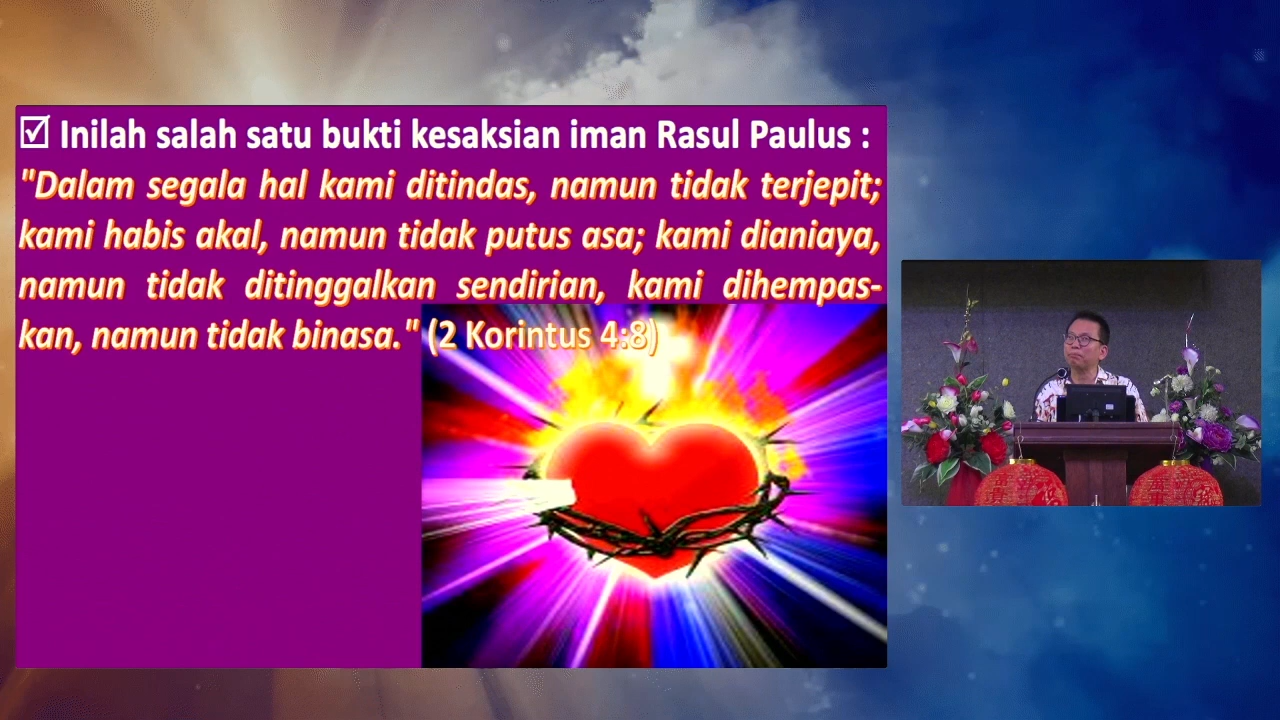 ☑ Inilah salah satu bukti kesaksian iman Rasul Paulus :
"Dalam segala hal kami ditindas, namun tidak terjepit;
kami habis akal, namun tidak putus asa; kami dianiaya,
namun tidak ditinggalkan sendirian, kami dihempas-
kan, namun tidak binasa." (2 Korintus 4:8)